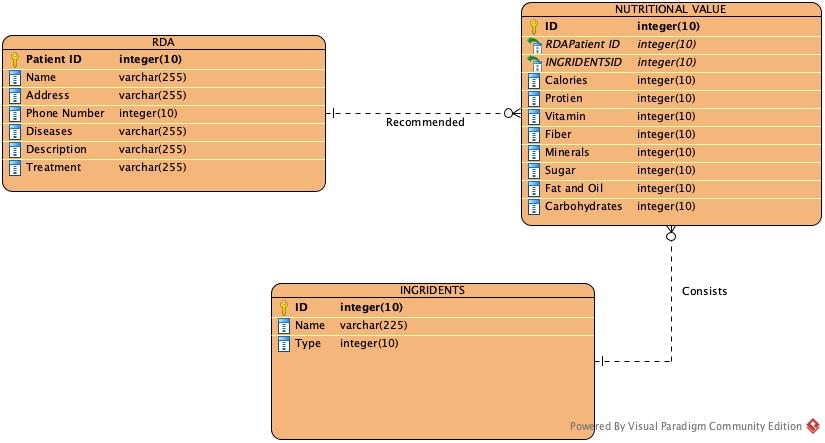 RDA
Patient ID integer(10)
Name varchar(255)
Address varchar(255)
Phone Number integer(10)
Diseases varchar(255)
Description varchar(255)
Treatment varchar(255)
Recommended
NUTRITIONAL VALUE
ID integer(10)
RDAPatient ID integer(10)
INGRIDENTSID integer(10)
Calories integer(10)
Protien integer(10)
Vitamin integer(10)
Fiber integer(10)
Minerals integer(10)
Sugar integer(10)
Fat and Oil integer(10)
Carbohydrates integer(10)
Consists
INGRIDENTS
ID integer(10)
Name varchar(225)
Type integer(10)
Powered By Visual Paradigm Community Edition